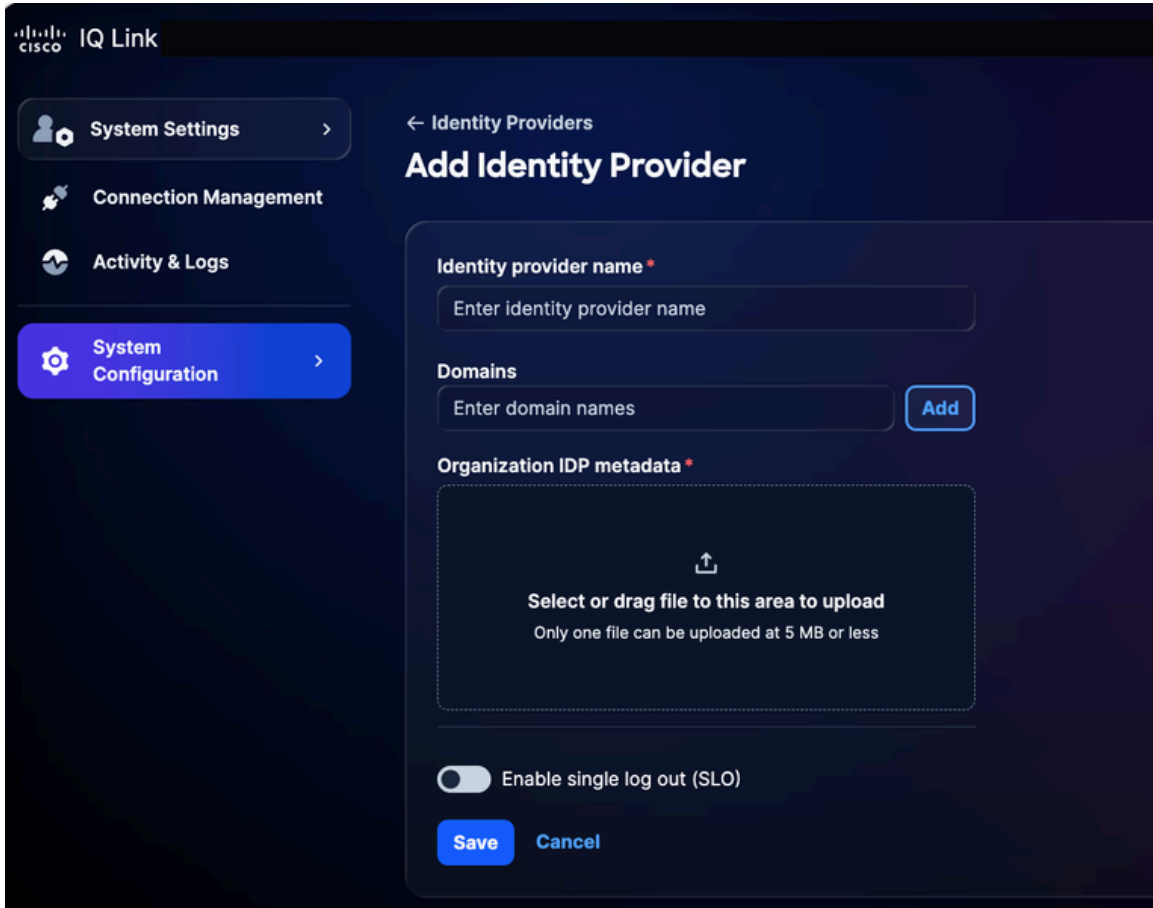 cisco IQ Link
System Settings
Connection Management
Activity & Logs
System
Configuration
← Identity Providers
Add Identity Provider
Identity provider name *
Enter identity provider name
Domains
Enter domain names
Add
Organization IDP metadata *
Select or drag file to this area to upload
Only one file can be uploaded at 5 MB or less
Enable single log out (SLO)
Save
Cancel